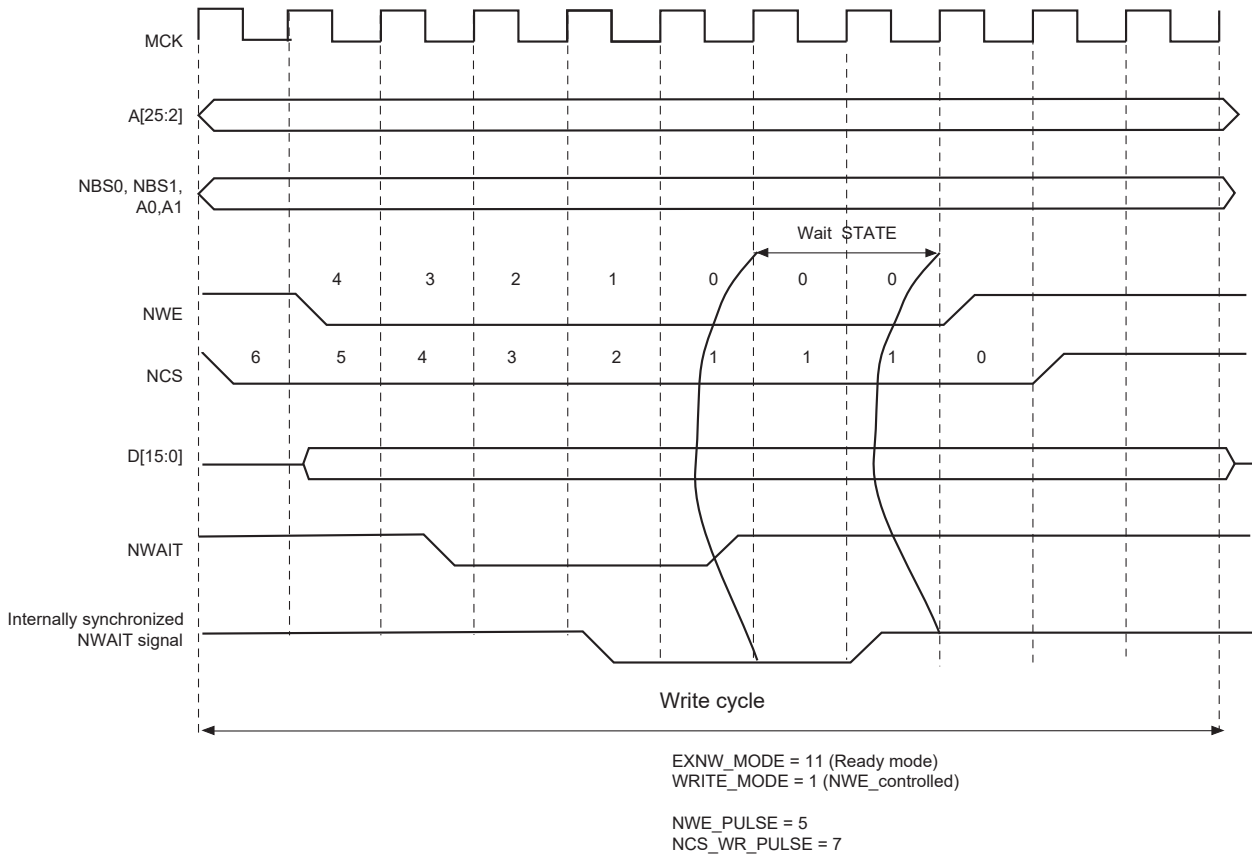 MCK
A[25:2]
NBS0, NBS1,
A0,A1
Wait STATE
4 3 2 1 0 0 0
NWE
6 5 4 3 2 1 1 1 0
NCS
D[15:0]
NWAIT
Internally synchronized
NWAIT signal
Write cycle
EXNW_MODE = 11 (Ready mode)
WRITE_MODE = 1 (NWE_controlled)
NWE_PULSE = 5
NCS_WR_PULSE = 7